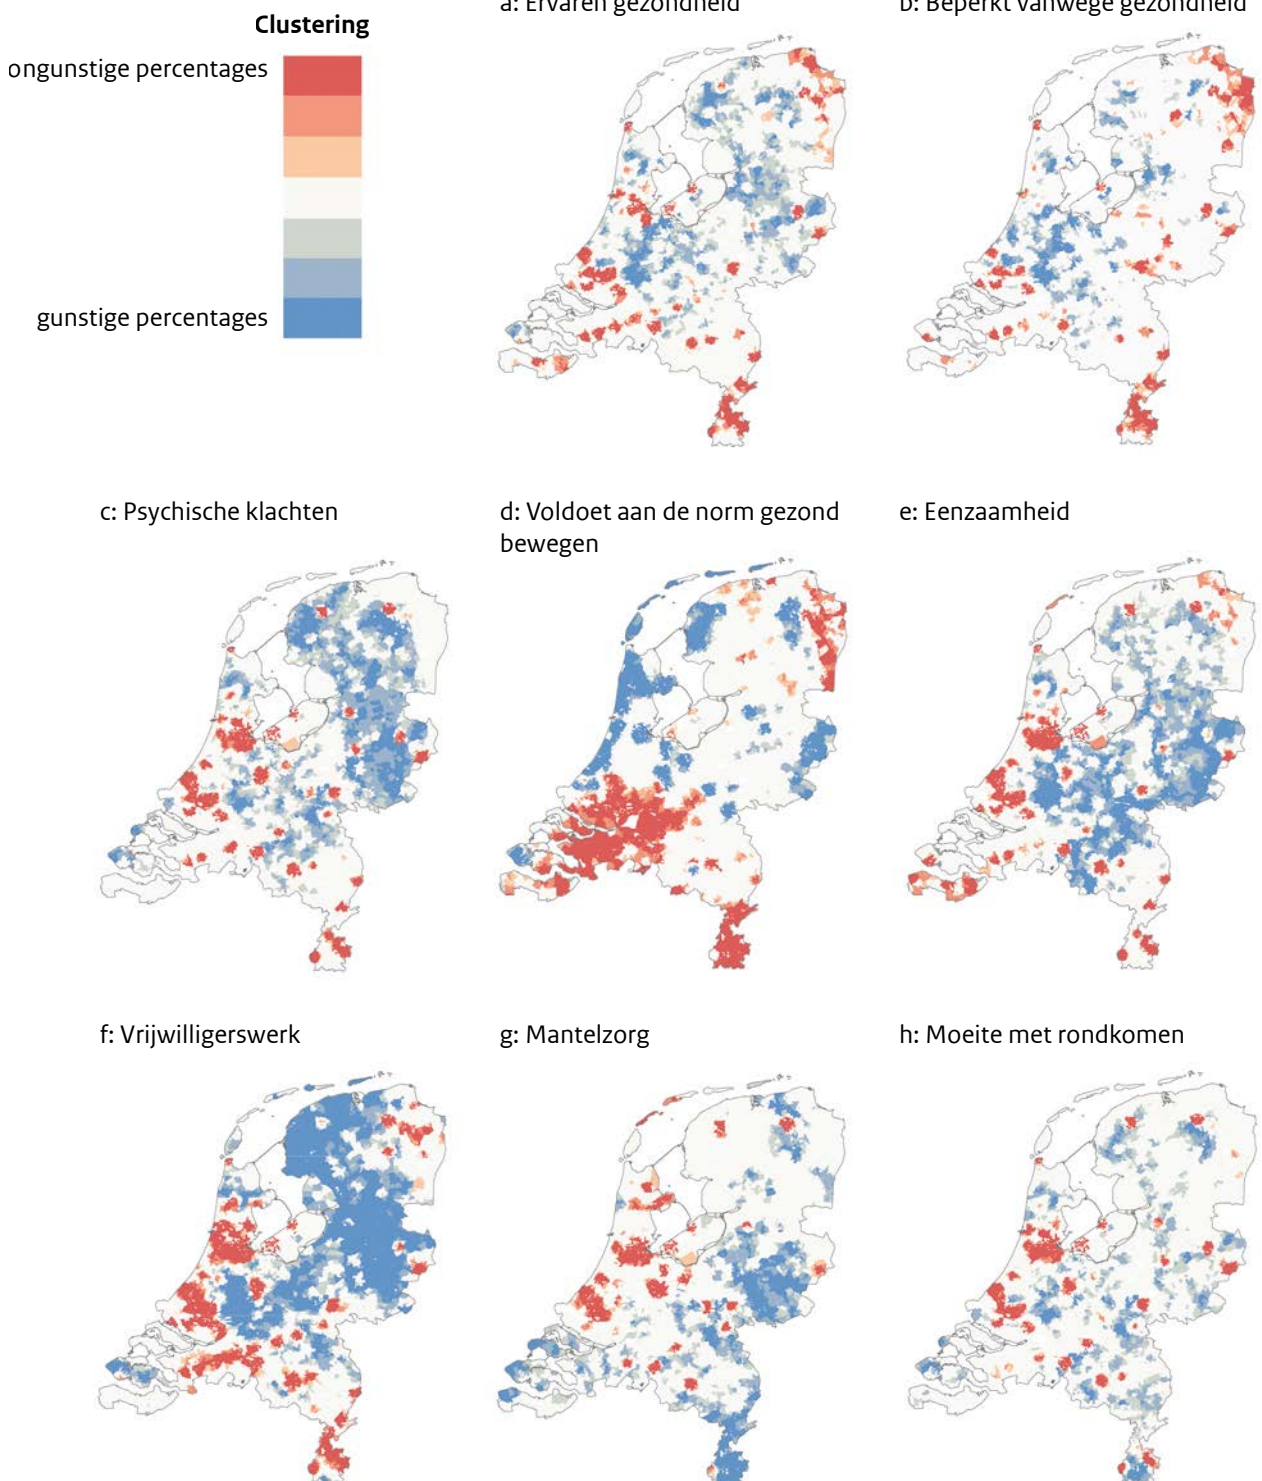 a: Ervaren gezondheid
b: Beperkt vanwege gezondheid
Clustering
ongunstige percentages
gunstige percentages
c: Psychische klachten
d: Voldoet aan de norm gezond
bewegen
e: Eenzaamheid
f: Vrijwilligerswerk
g: Mantelzorg
h: Moeite met rondkomen